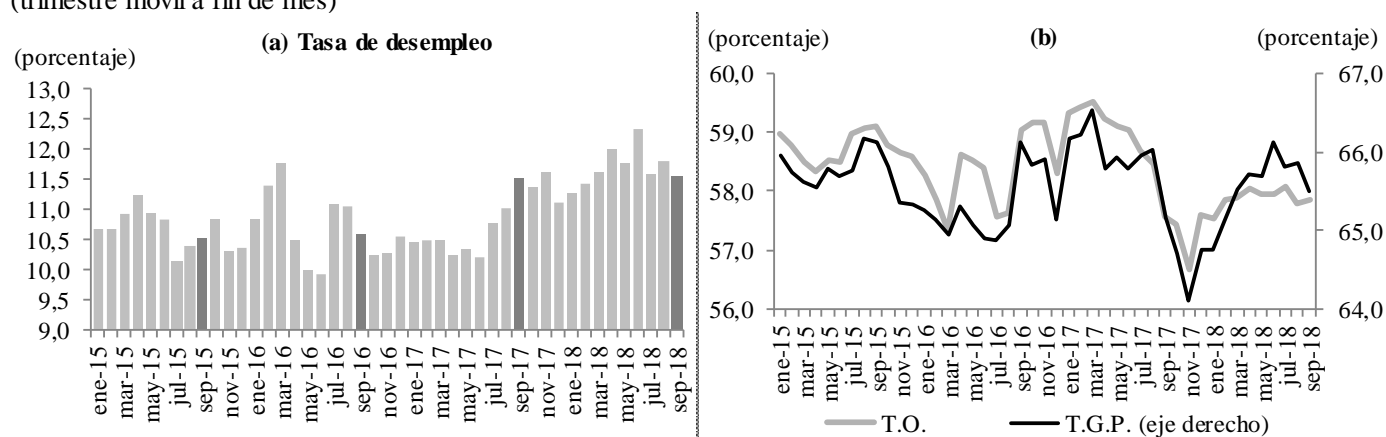 (trimestre móvil a fin de mes)
(a) Tasa de desempleo
(porcentaje)
13,0
12,5
12,0
11,5
11,0
10,5
10,0
9,5
9,0
ene-15
mar-15
may-15
jul-15
sep-15
nov-15
ene-16
mar-16
may-16
jul-16
sep-16
nov-16
ene-17
mar-17
may-17
jul-17
sep-17
nov-17
ene-18
mar-18
may-18
jul-18
sep-18
(b)
(porcentaje)
(porcentaje)
60,0
59,0
58,0
57,0
56,0
67,0
66,0
65,0
64,0
ene-15
mar-15
may-15
jul-15
sep-15
nov-15
ene-16
mar-16
may-16
jul-16
sep-16
nov-16
ene-17
mar-17
may-17
jul-17
sep-17
nov-17
ene-18
mar-18
may-18
jul-18
sep-18
T.O.
T.G.P. (eje derecho)